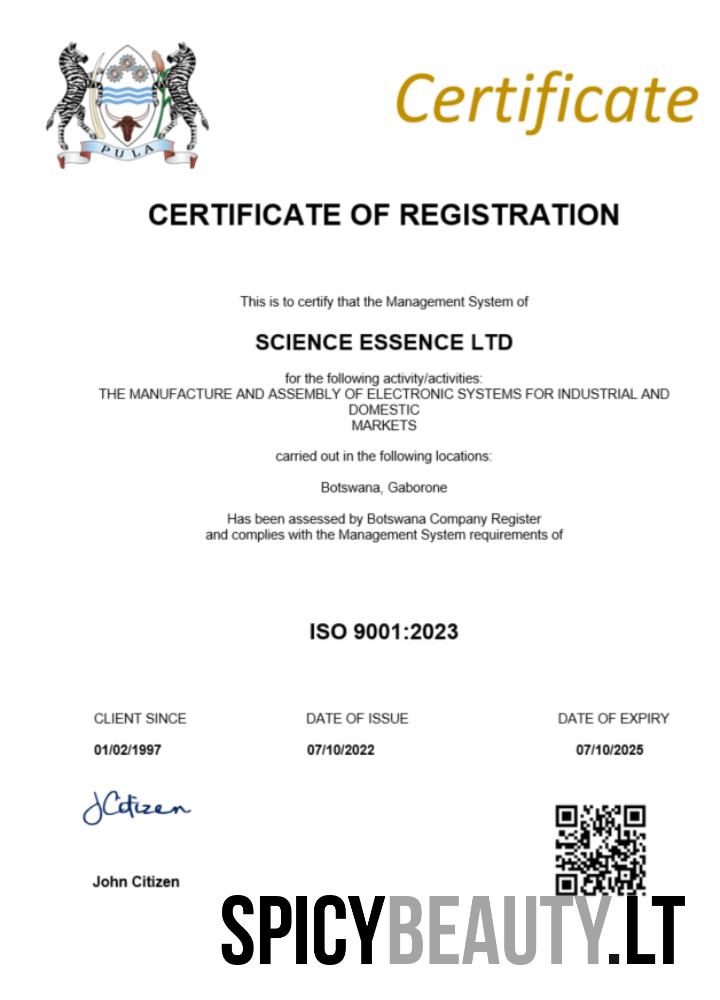 PULA
Certificate
CERTIFICATE OF REGISTRATION
This is to certify that the Management System of
SCIENCE ESSENCE LTD
for the following activity/activities:
THE MANUFACTURE AND ASSEMBLY OF ELECTRONIC SYSTEMS FOR INDUSTRIAL AND
DOMESTIC
MARKETS
carried out in the following locations:
Botswana, Gaborone
Has been assessed by Botswana Company Register
and complies with the Management System requirements of
ISO 9001:2023
CLIENT SINCE DATE OF ISSUE DATE OF EXPIRY
01/02/1997 07/10/2022 07/10/2025
JCitizen
John Citizen
SPICYBEAUTY.LT